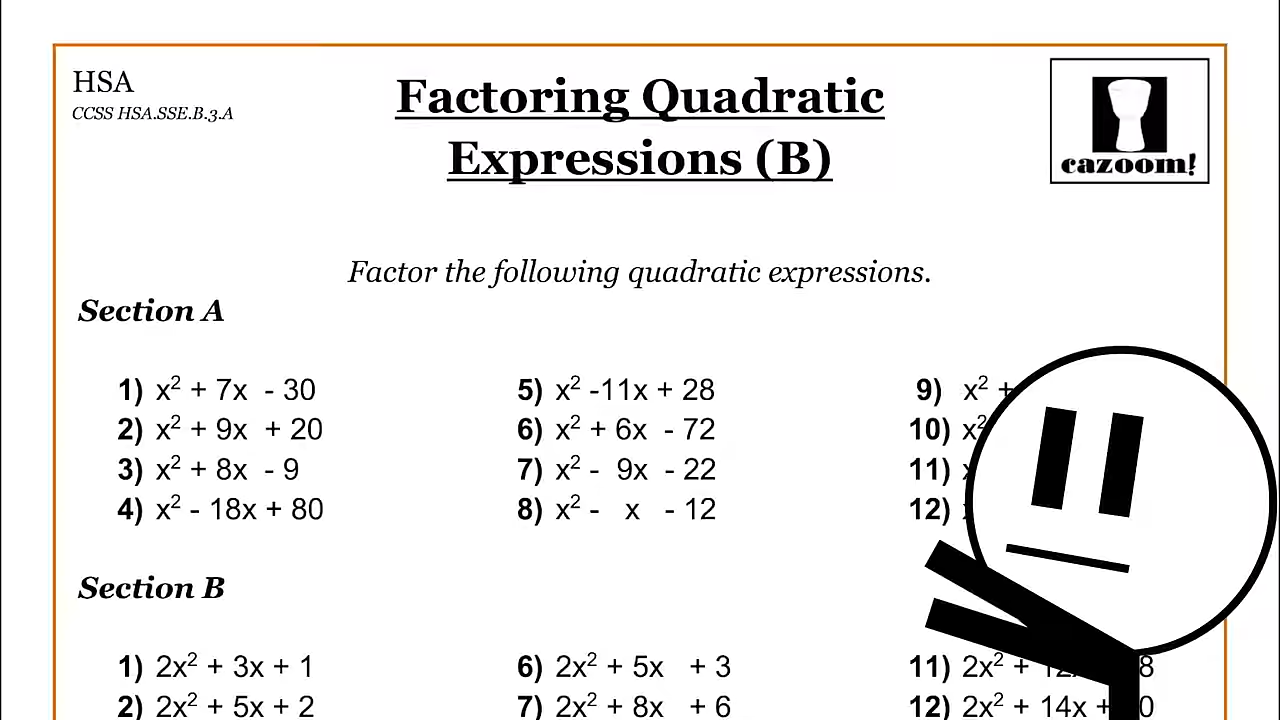 HSA
CCSS HSA.SSE.B.3.A
Factoring Quadratic
Expressions (B)
cazoom!
Factor the following quadratic expressions.
Section A
1) x² + 7x - 30
2) x² + 9x + 20
3) x² + 8x - 9
4) x² - 18x + 80
5) x² -11x + 28
6) x² + 6x - 72
7) x² - 9x - 22
8) x² - x - 12
9) x² +
10) x²
11)
12)
Section B
1) 2x² + 3x + 1
2) 2x² + 5x + 2
6) 2x² + 5x + 3
7) 2x² + 8x + 6
11) 2x² +
12) 2x² + 14x +